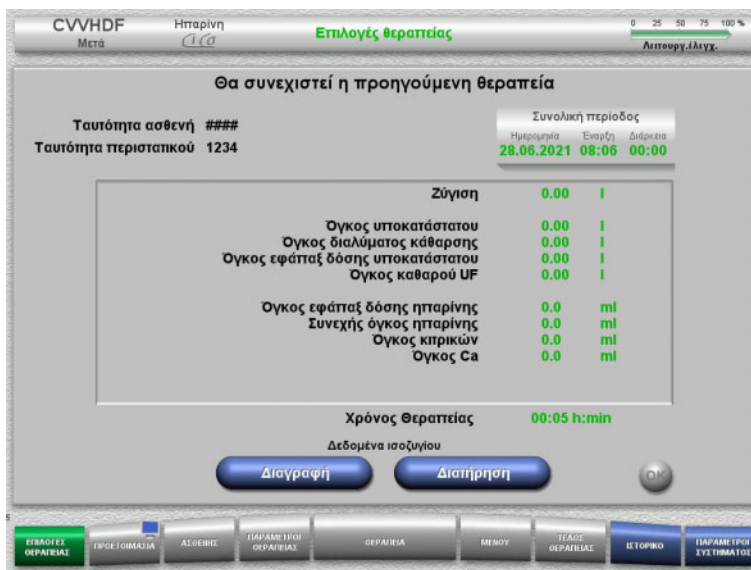 CVVHDF
Μετά
Ηπαρίνη
Ci Ca
Επιλογές θεραπείας
0 25 50 75 100 %
Λειτουργ.έλεγχ.
Θα συνεχιστεί η προηγούμενη θεραπεία
Ταυτότητα ασθενή ####
Ταυτότητα περιστατικού 1234
Συνολική περίοδος
Ημερομηνία Έναρξη Διάρκεια
28.06.2021 08:06 00:00
Ζύγιση 0.00 l
Όγκος υποκατάστατου 0.00 l
Όγκος διαλύματος κάθαρσης 0.00 l
Όγκος εφάπαξ δόσης υποκατάστατου 0.00 l
Όγκος καθαρού UF 0.00 l
Όγκος εφάπαξ δόσης ηπαρίνης 0.0 ml
Συνεχής όγκος ηπαρίνης 0.0 ml
Όγκος κιτρικών 0.0 ml
Όγκος Ca 0.0 ml
Χρόνος Θεραπείας 00:05 h:min
Δεδομένα ισοζυγίου
Διαγραφή Διατήρηση OK
5
ΕΠΙΛΟΓΕΣ ΘΕΡΑΠΕΙΑΣ
ΠΡΟΕΤΟΙΜΑΣΙΑ
ΑΣΘΕΝΗΣ
ΠΑΡΑΜΕΤΡΟΙ ΘΕΡΑΠΕΙΑΣ
ΘΕΡΑΠΕΙΑ
ΜΕΝΟΥ
ΤΕΛΟΣ ΘΕΡΑΠΕΙΑΣ
ΙΣΤΟΡΙΚΟ
ΠΑΡΑΜΕΤΡΟΙ ΣΥΣΤΗΜΑΤΟΣ